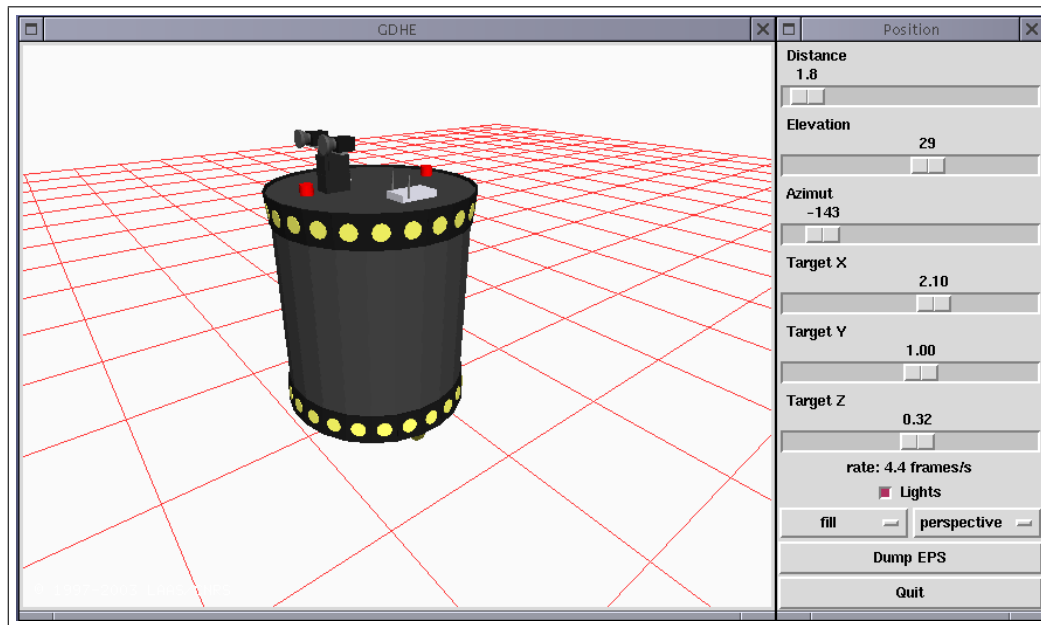 GDHE
Position
Distance
1.8
Elevation
29
Azimut
-143
Target X
2.10
Target Y
1.00
Target Z
0.32
rate: 4.4 frames/s
Lights
fill
perspective
Dump EPS
Quit